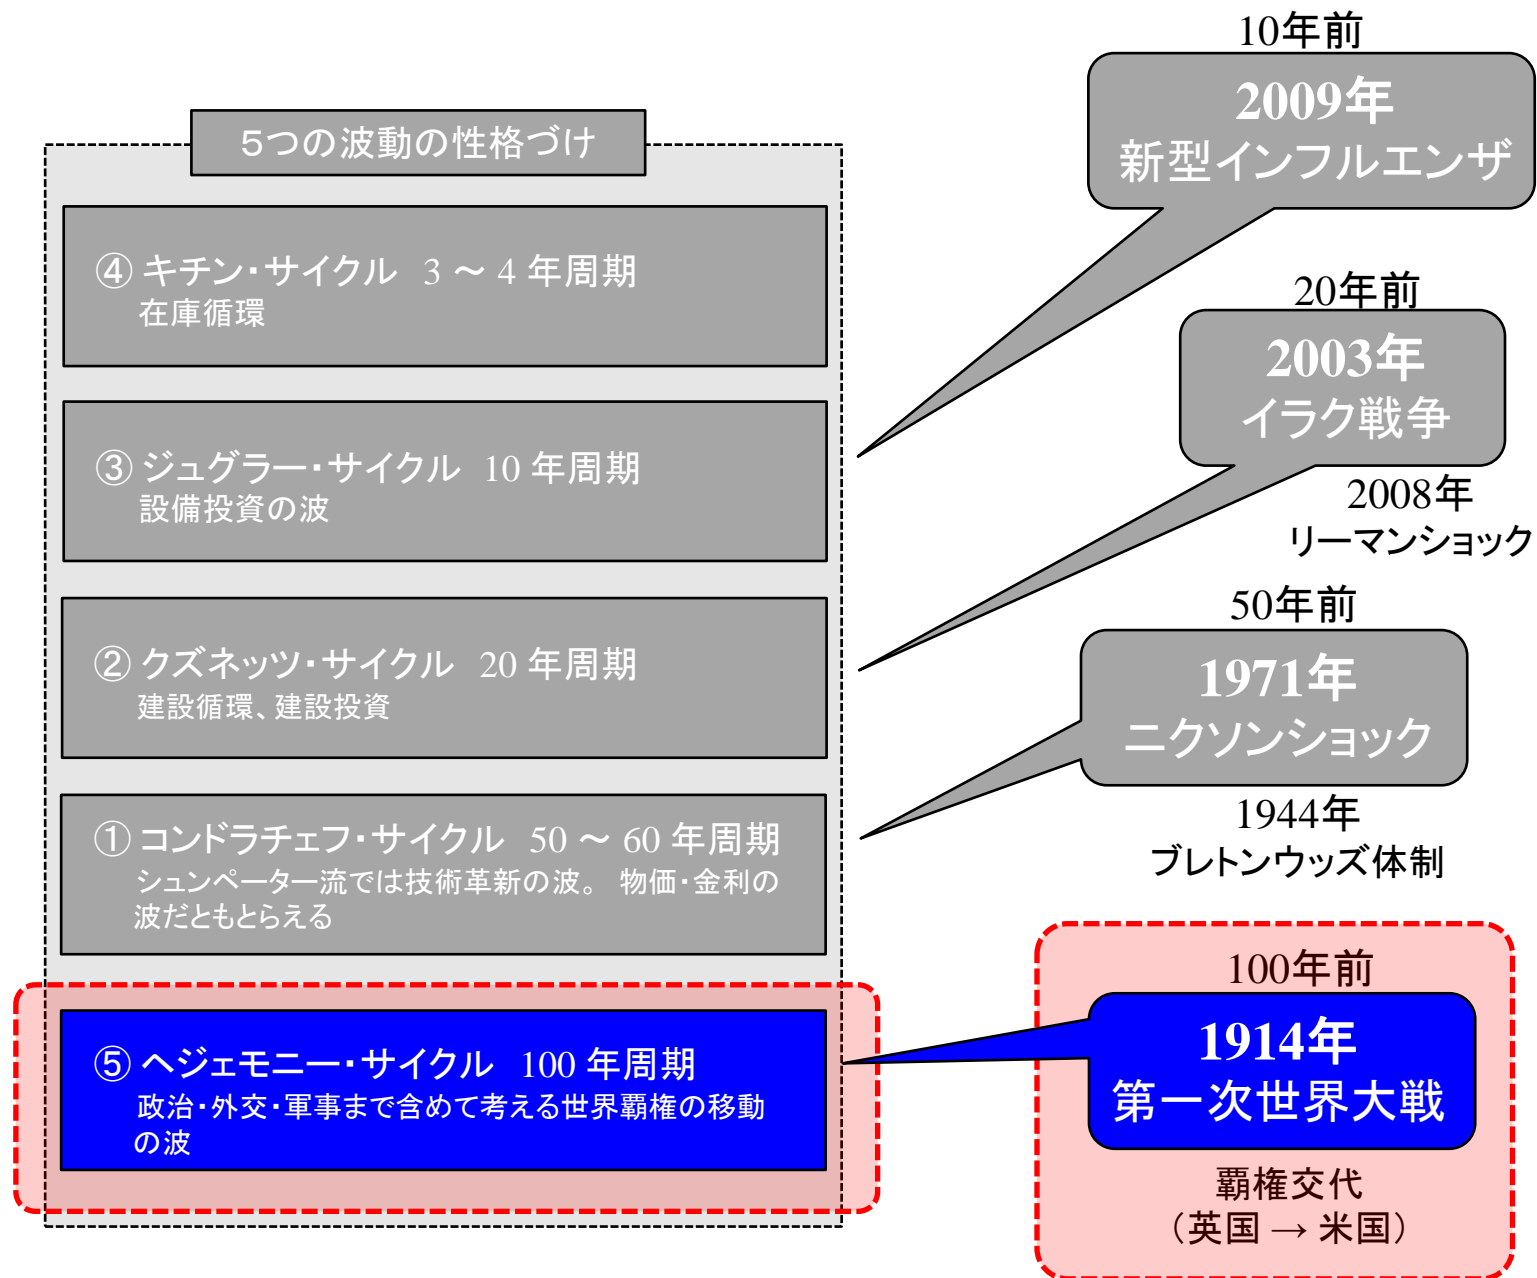 5つの波動の性格づけ
④ キチン・サイクル 3 ～ 4 年周期
在庫循環
③ ジュグラー・サイクル 10 年周期
設備投資の波
② クズネッツ・サイクル 20 年周期
建設循環、建設投資
① コンドラチェフ・サイクル 50 ～ 60 年周期
シュンペーター流では技術革新の波。 物価・金利の
波だともとらえる
⑤ ヘジェモニー・サイクル 100 年周期
政治・外交・軍事まで含めて考える世界覇権の移動
の波
10年前
2009年
新型インフルエンザ
20年前
2003年
イラク戦争
2008年
リーマンショック
50年前
1971年
ニクソンショック
1944年
ブレトンウッズ体制
100年前
1914年
第一次世界大戦
覇権交代
（英国 → 米国）